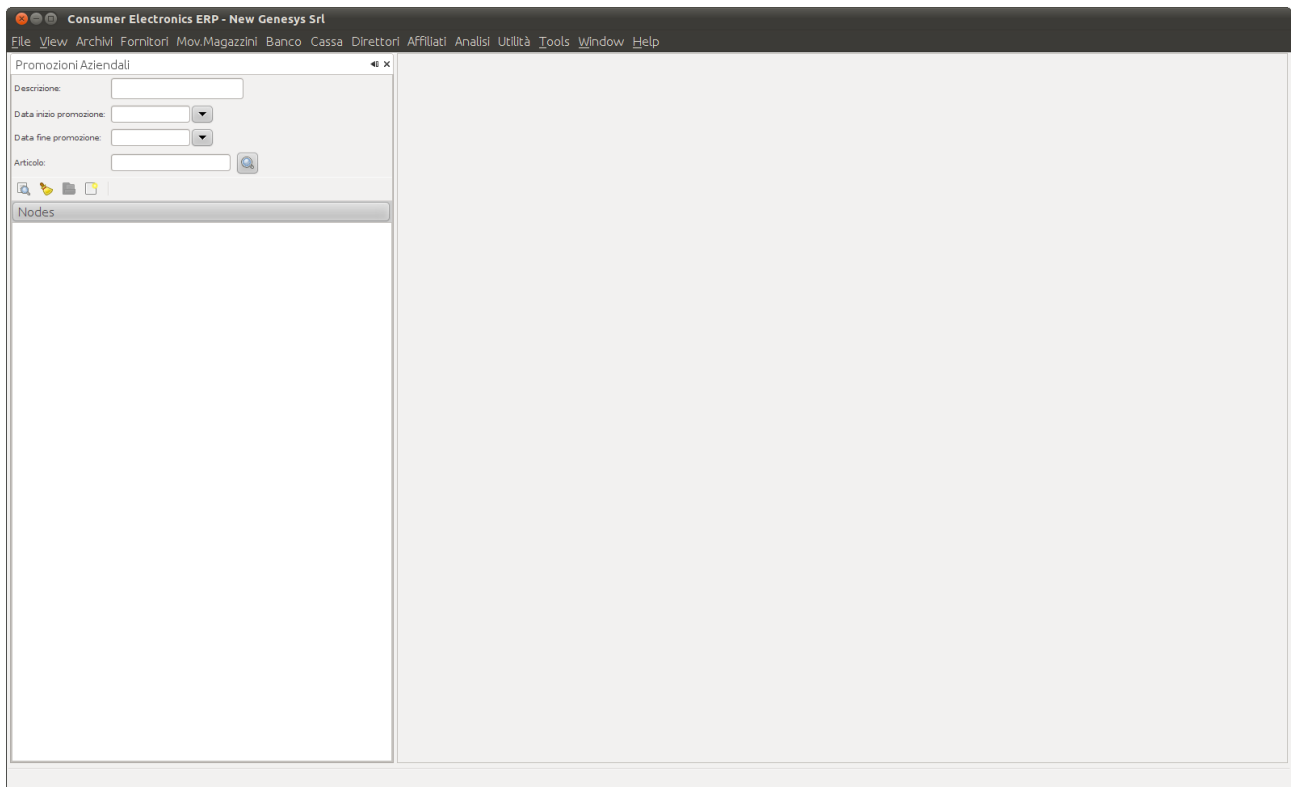 Consumer Electronics ERP - New Genesys Srl
File View Archivi Fornitori Mov.Magazzini Banco Cassa Direttori Affiliati Analisi Utilità Tools Window Help
Promozioni Aziendali
Descrizione:
Data inizio promozione:
Data fine promozione:
Articolo:
Nodes